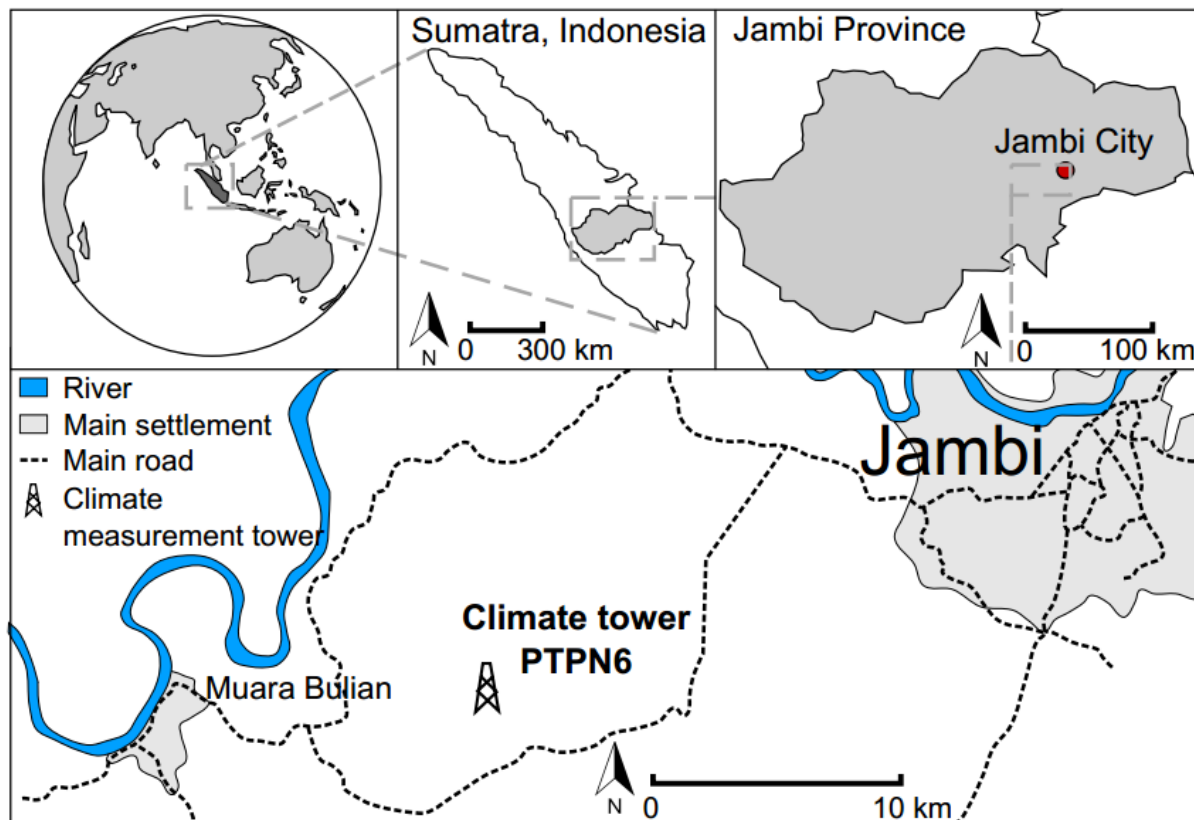 Sumatra, Indonesia
N
0 300 km
Jambi Province
Jambi City
N
0 100 km
River
Main settlement
Main road
Climate
measurement tower
Jambi
Muara Bulian
Climate tower
PTPN6
N
0 10 km